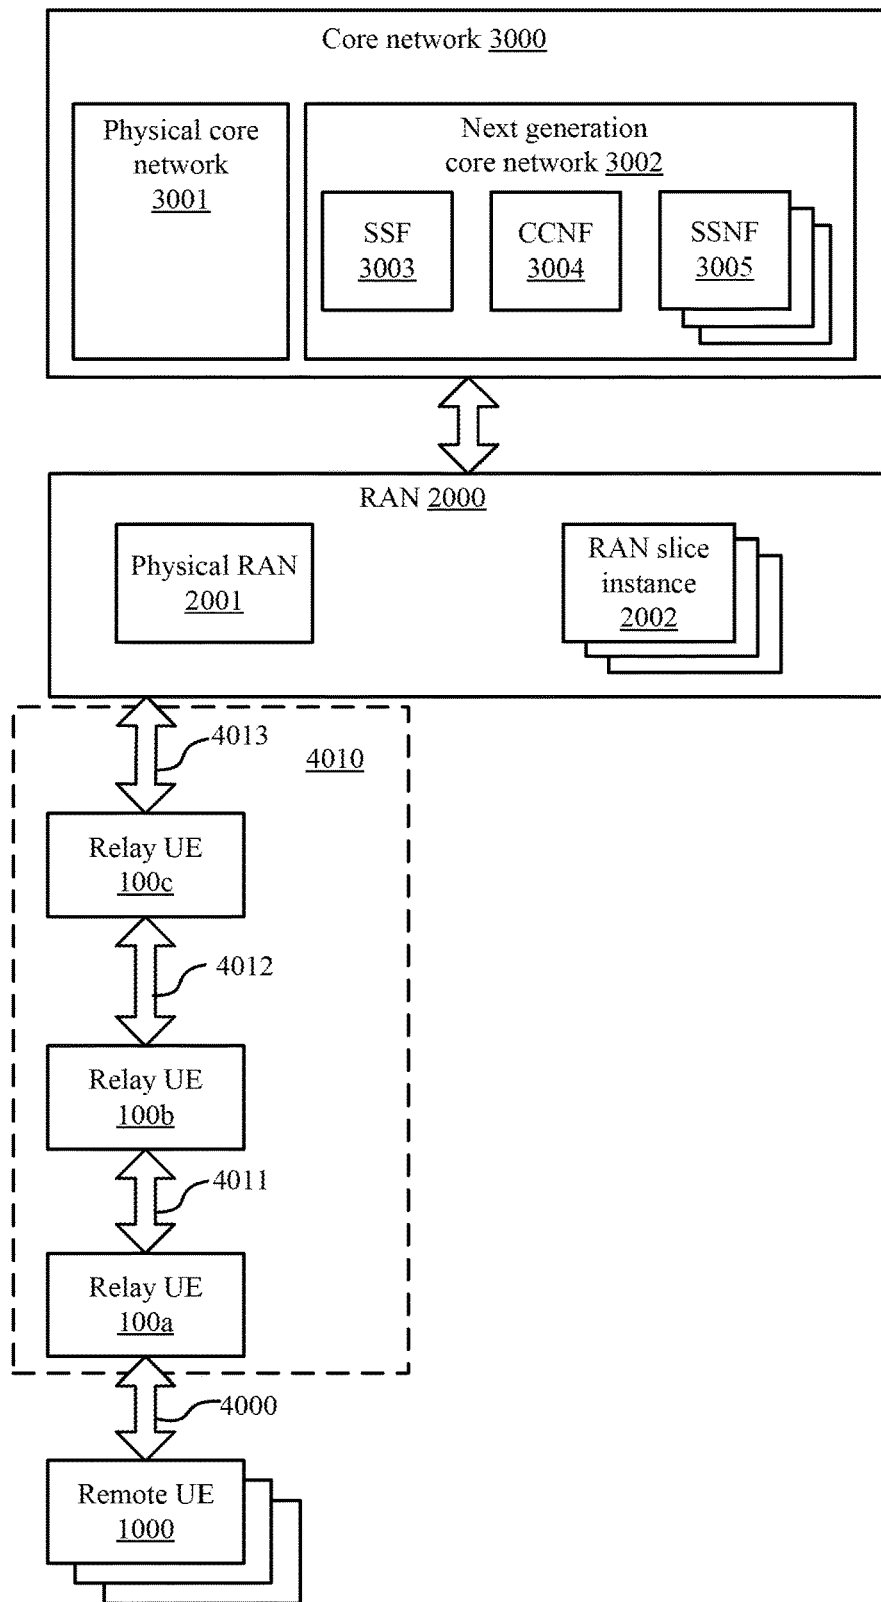 Core network 3000
Physical core
network
3001
Next generation
core network 3002
SSF
3003
CCNF
3004
SSNF
3005
RAN 2000
Physical RAN
2001
RAN slice
instance
2002
4013
4010
Relay UE
100c
4012
Relay UE
100b
4011
Relay UE
100a
4000
Remote UE
1000